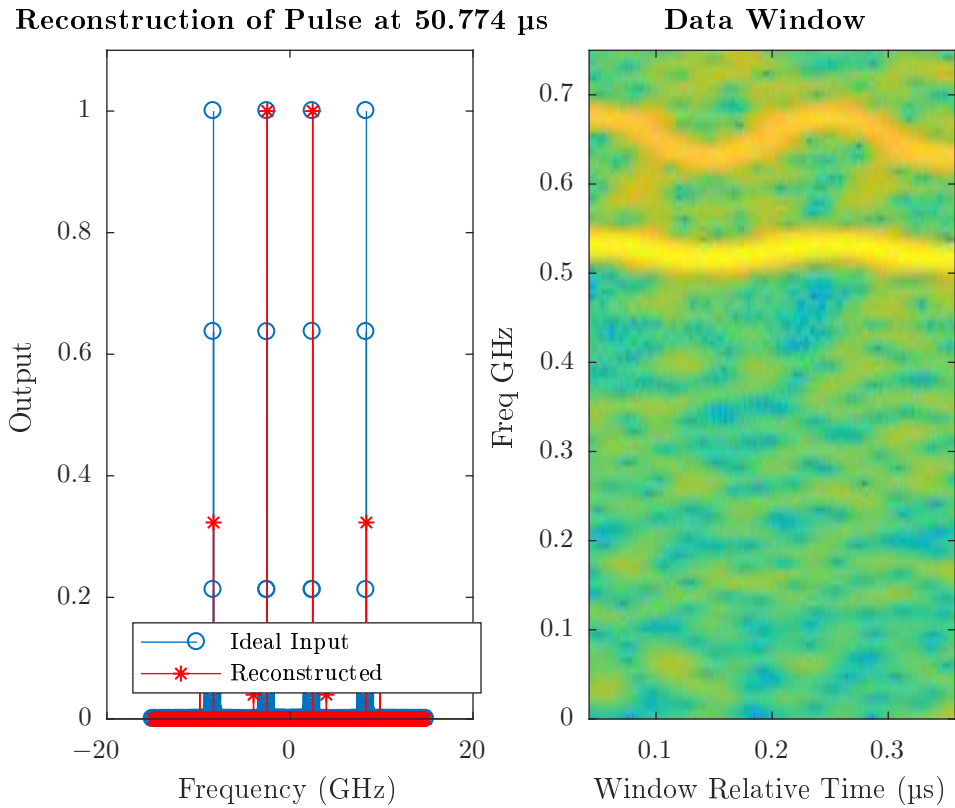 Reconstruction of Pulse at 50.774 µs
1
0.8
0.6
0.4
0.2
0
Output
−20
0
20
Frequency (GHz)
Ideal Input
Reconstructed
Data Window
0.7
0.6
0.5
0.4
0.3
0.2
0.1
0
Freq GHz
0.1
0.2
0.3
Window Relative Time (µs)